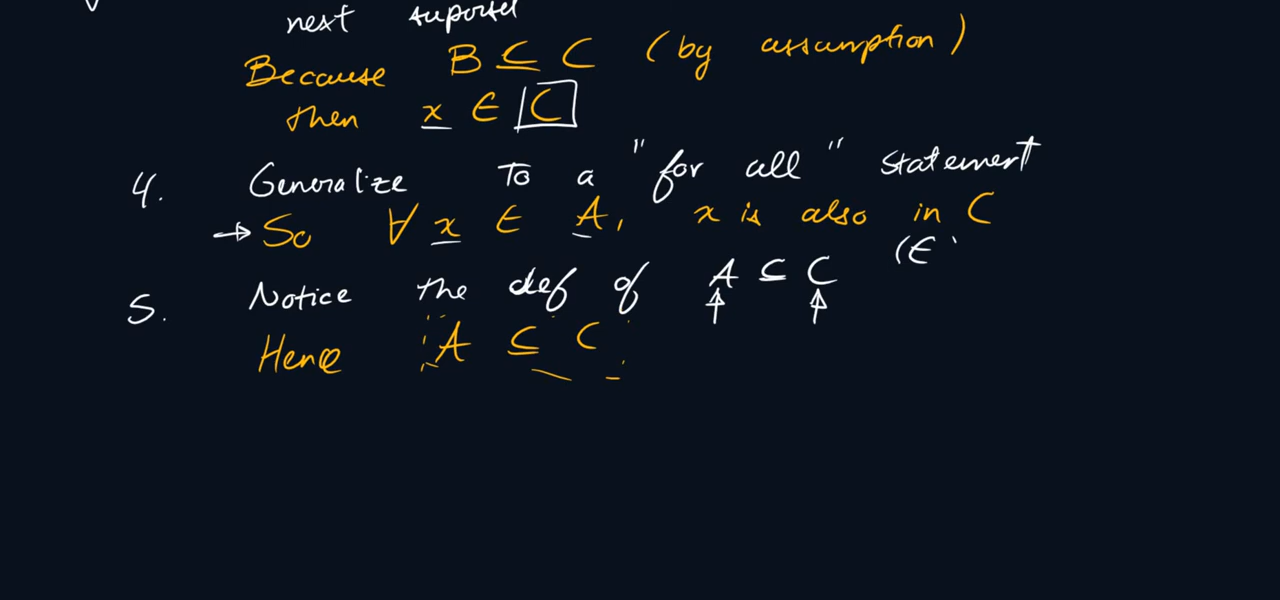 next superset
Because B ⊆ C (by assumption)
then x ∈ C
4. Generalize To a "for all" statement
→ So ∀ x ∈ A, x is also in C
(∈
5. Notice the def of A ⊆ C
Hence A ⊆ C